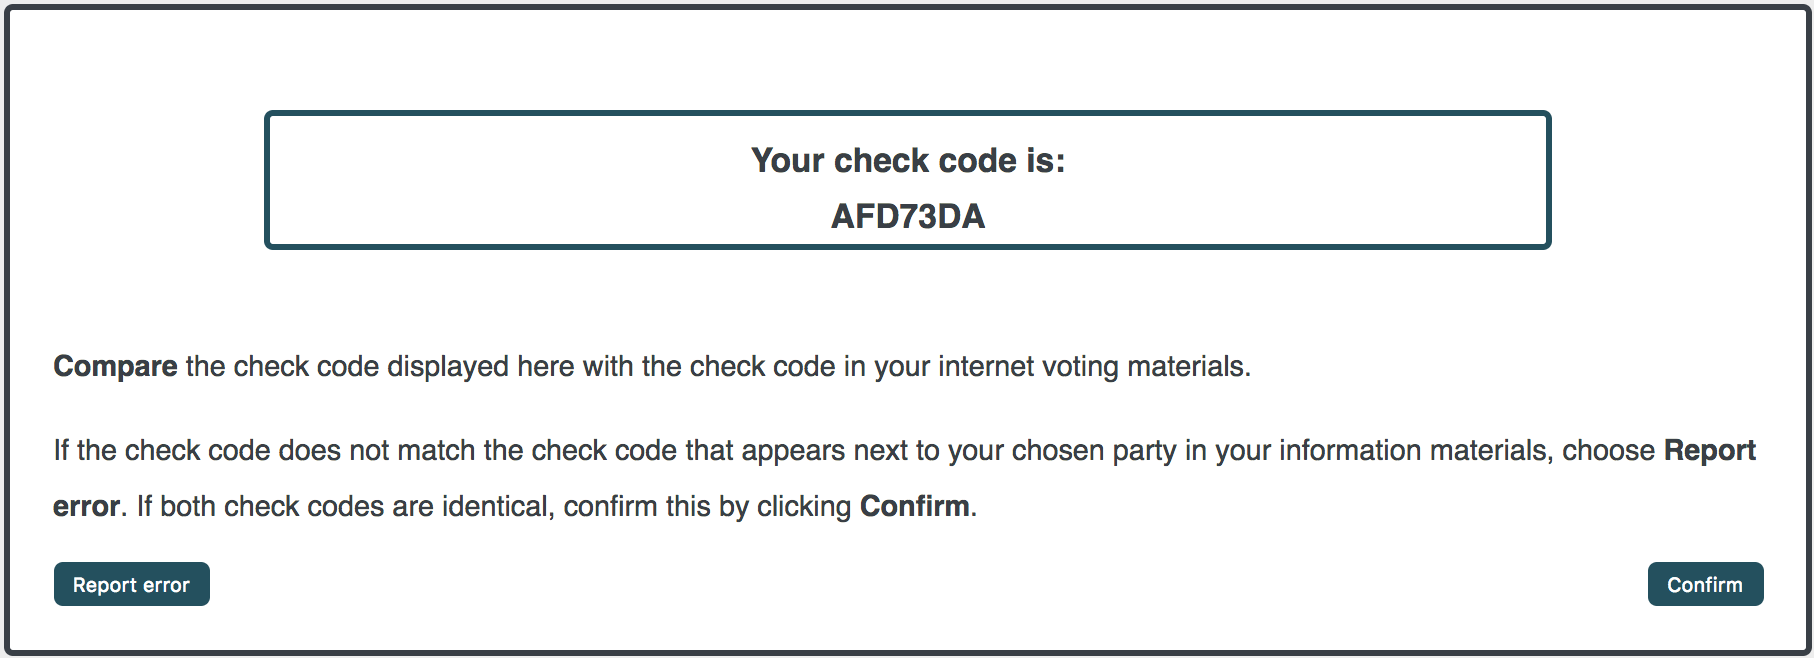 Your check code is:
AFD73DA
Compare the check code displayed here with the check code in your internet voting materials.
If the check code does not match the check code that appears next to your chosen party in your information materials, choose Report
error. If both check codes are identical, confirm this by clicking Confirm.
Report error
Confirm